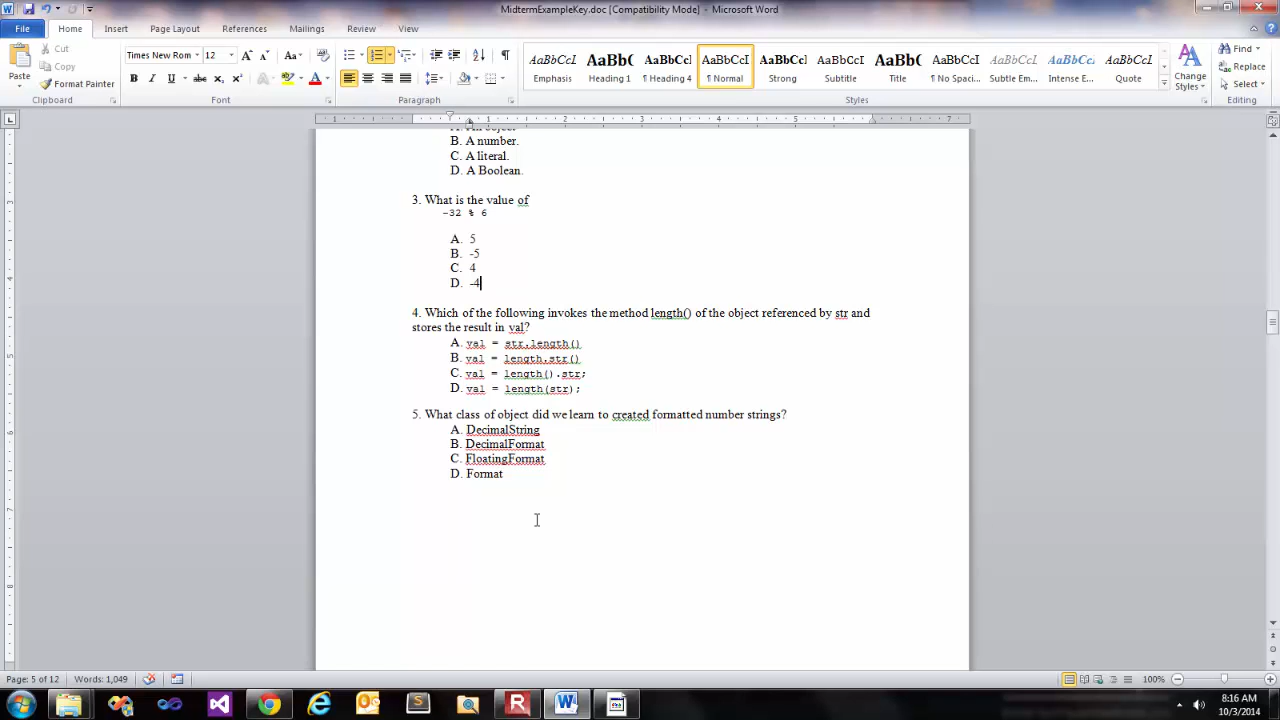 MidtermExampleKey.doc [Compatibility Mode] - Microsoft Word
File Home Insert Page Layout References Mailings Review View
Paste
Cut
Copy
Format Painter
Clipboard
Times New Rom 12
Font
Paragraph
AaBbCcI AaBb( AaBbCcl AaBbCcI AaBbCc AaBbCcI AaBb( AaBbCcI AaBbCcI AaBbCcI AaBbCcI
Emphasis Heading 1 ¶ Heading 4 ¶ Normal Strong Subtitle Title ¶ No Spaci... Subtle Em... Intense E... Quote
Styles
Change Styles
Find
Replace
Select
Editing
B. A number.
C. A literal.
D. A Boolean.
3. What is the value of
-32 % 6
A. 5
B. -5
C. 4
D. -4
4. Which of the following invokes the method length() of the object referenced by str and
stores the result in val?
A. val = str.length()
B. val = length.str()
C. val = length().str;
D. val = length(str);
5. What class of object did we learn to created formatted number strings?
A. DecimalString
B. DecimalFormat
C. FloatingFormat
D. Format
Page: 5 of 12 Words: 1,049 100%
8:16 AM
10/3/2014